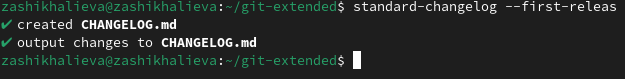 zashikhalieva@zashikhalieva:~/git-extended$ standard-changelog --first-releas
✔ created CHANGELOG.md
✔ output changes to CHANGELOG.md
zashikhalieva@zashikhalieva:~/git-extended$